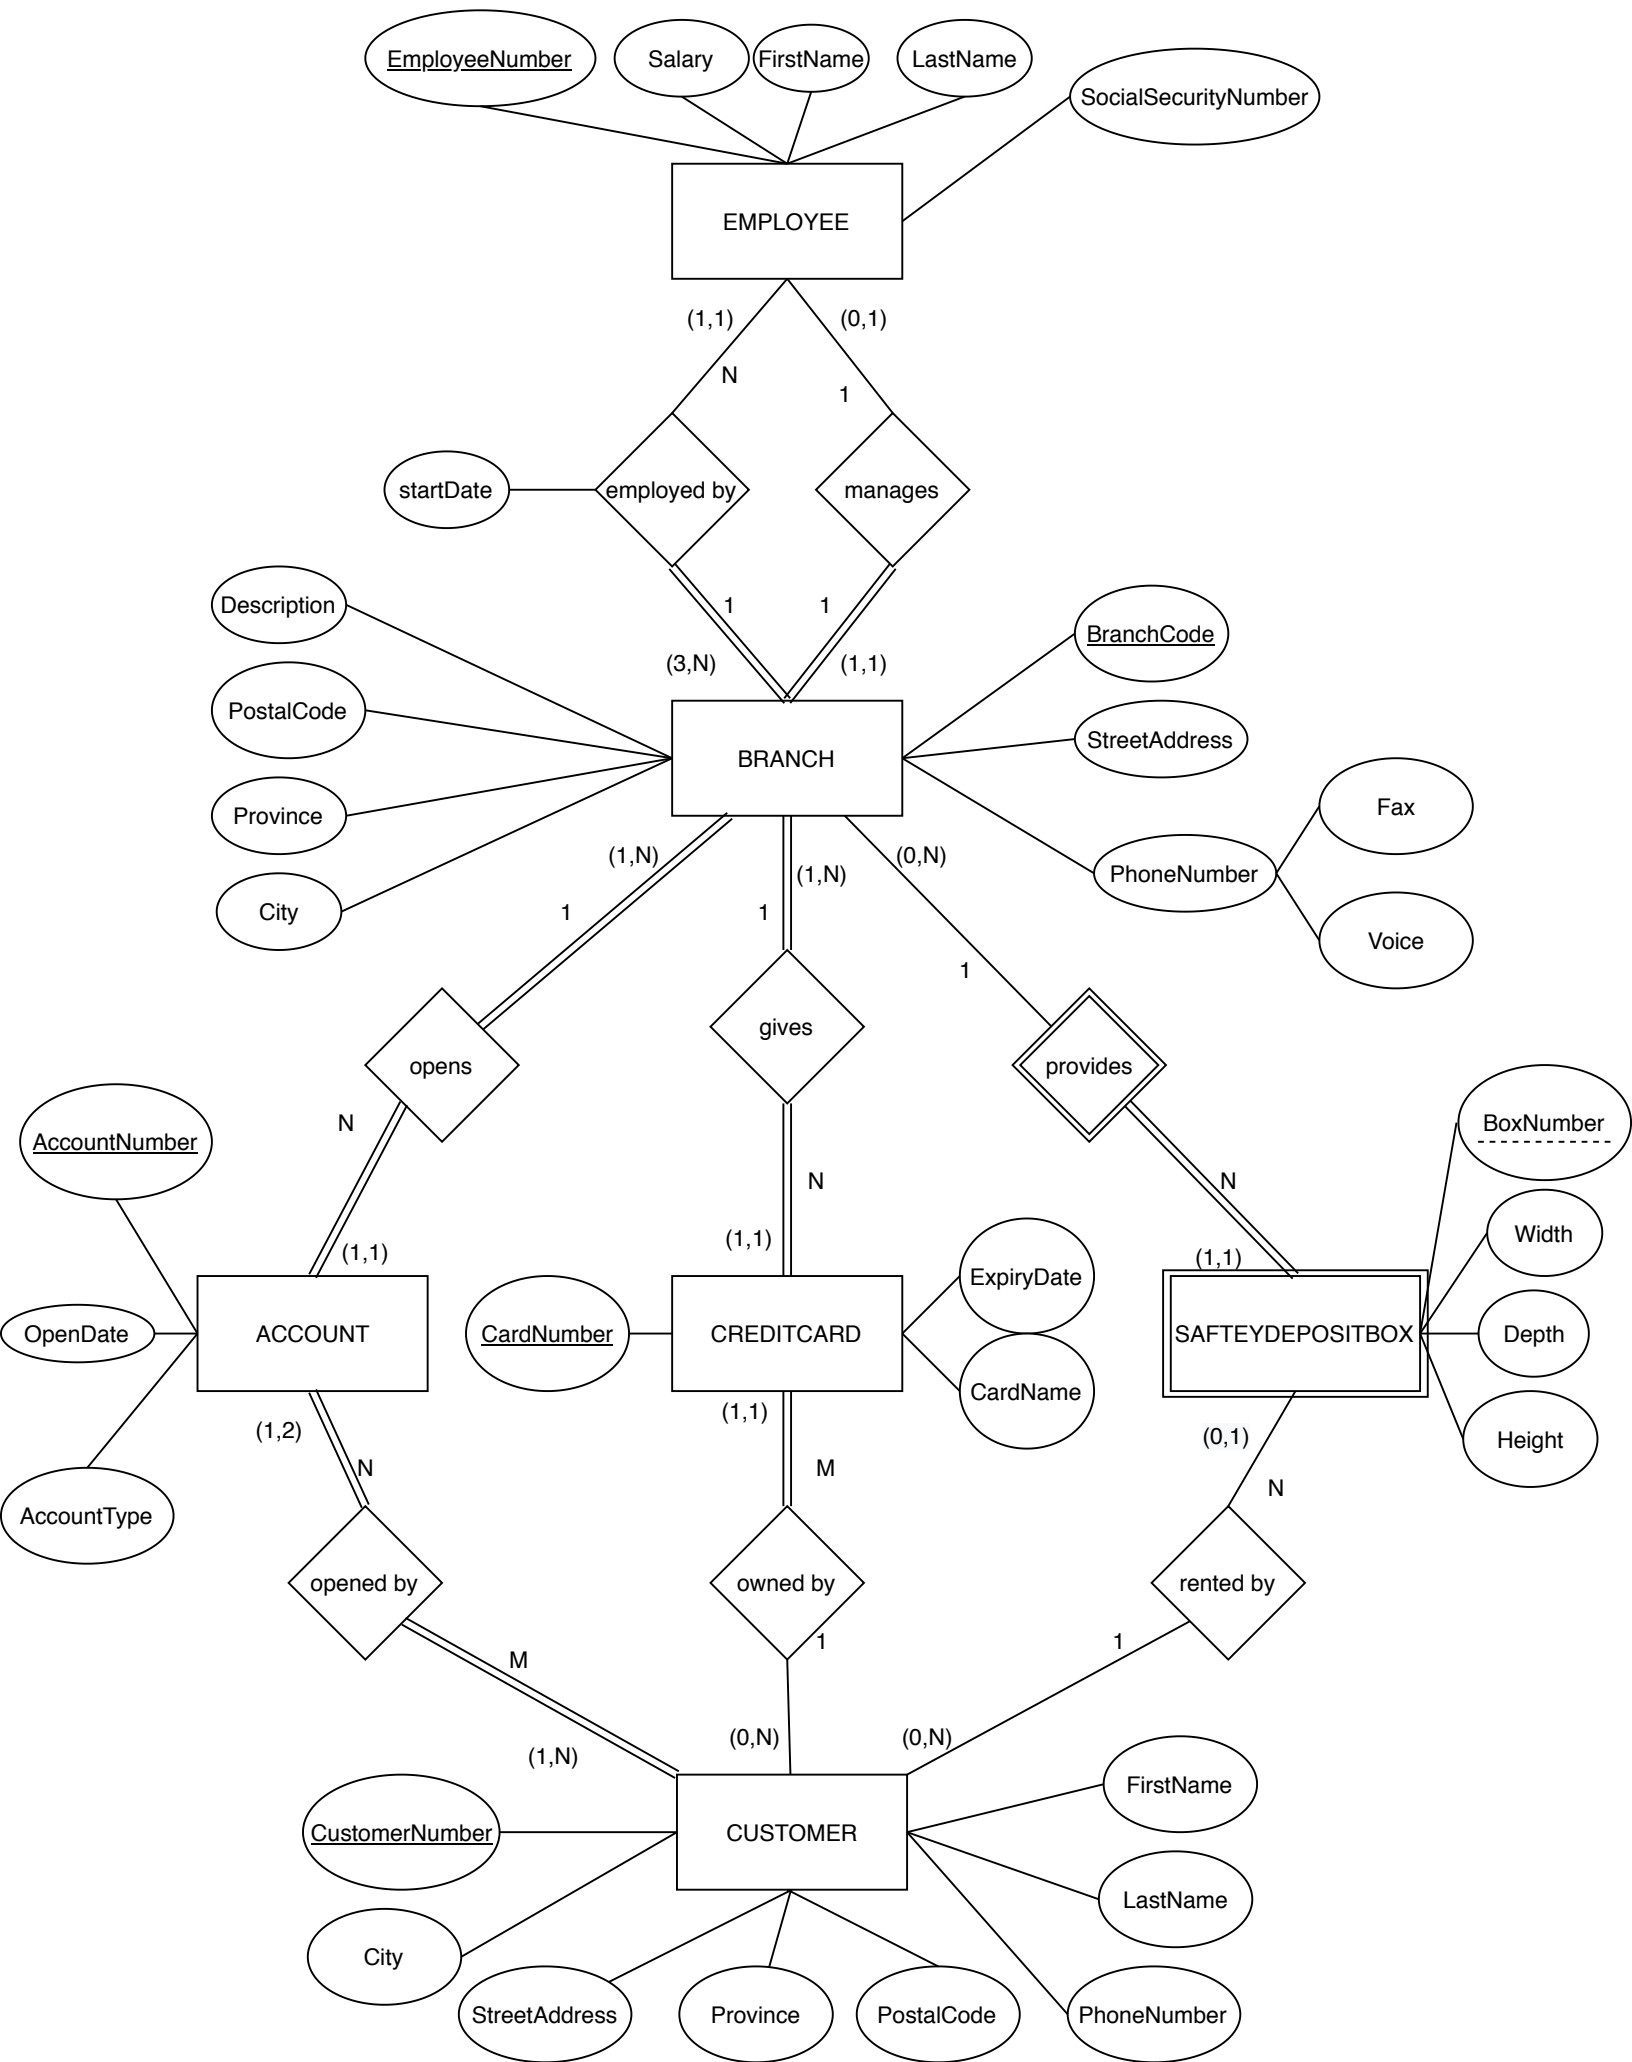 EmployeeNumber
Salary
FirstName
LastName
SocialSecurityNumber
EMPLOYEE
(1,1)
(0,1)
N
1
startDate
employed by
manages
Description
1
1
BranchCode
(3,N)
(1,1)
PostalCode
StreetAddress
BRANCH
Province
Fax
(1,N)
(1,N)
(0,N)
PhoneNumber
City
1
1
Voice
1
gives
opens
provides
N
BoxNumber
AccountNumber
N
N
Width
(1,1)
(1,1)
(1,1)
ExpiryDate
OpenDate
ACCOUNT
CardNumber
CREDITCARD
SAFTEYDEPOSITBOX
Depth
CardName
(1,2)
(1,1)
(0,1)
Height
N
M
N
AccountType
opened by
owned by
rented by
M
1
1
(1,N)
(0,N)
(0,N)
FirstName
CustomerNumber
CUSTOMER
LastName
City
StreetAddress
Province
PostalCode
PhoneNumber